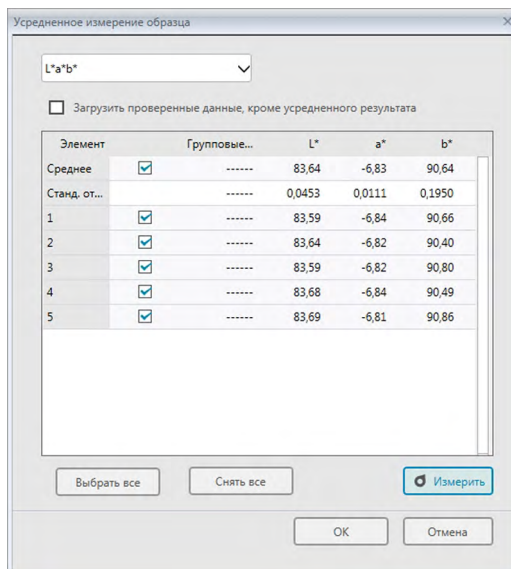 Усредненное измерение образца
L*a*b*
Загрузить проверенные данные, кроме усредненного результата
Элемент Групповые... L* a* b*
Среднее ------ 83,64 -6,83 90,64
Станд. от... ------ 0,0453 0,0111 0,1950
1 ------ 83,59 -6,84 90,66
2 ------ 83,64 -6,82 90,40
3 ------ 83,59 -6,82 90,80
4 ------ 83,68 -6,84 90,49
5 ------ 83,69 -6,81 90,86
Выбрать все Снять все Измерить
ОК Отмена